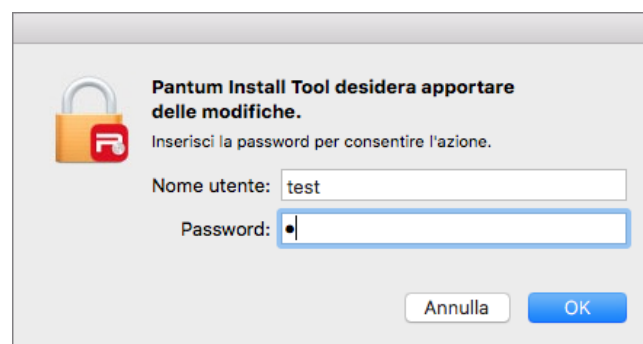 Pantum Install Tool desidera apportare
delle modifiche.
Inserisci la password per consentire l'azione.
Nome utente: test
Password: •
Annulla OK